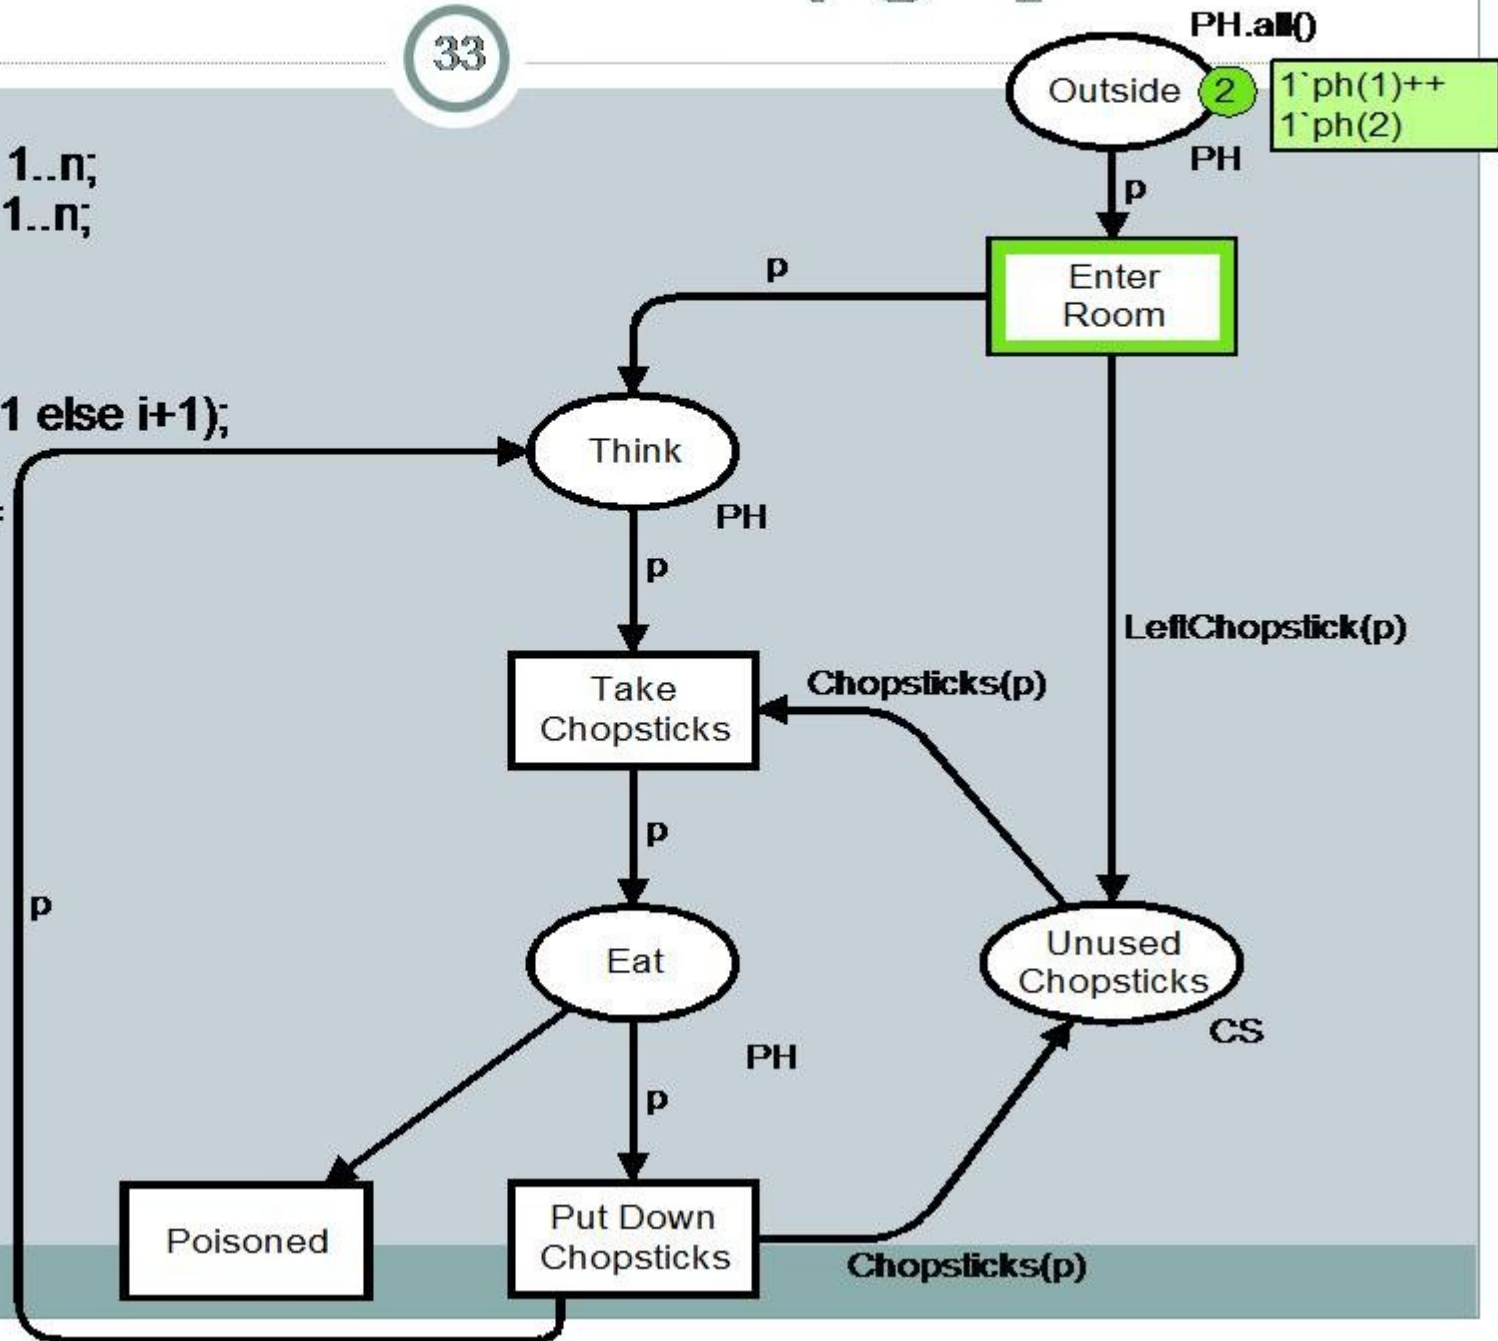 33
PH.all()
Outside
2
1`ph(1)++
1`ph(2)
PH
1..n;
1..n;
p
Enter
Room
p
1 else i+1);
Think
PH
p
LeftChopstick(p)
Take
Chopsticks
Chopsticks(p)
p
p
Eat
Unused
Chopsticks
CS
PH
p
Poisoned
Put Down
Chopsticks
Chopsticks(p)